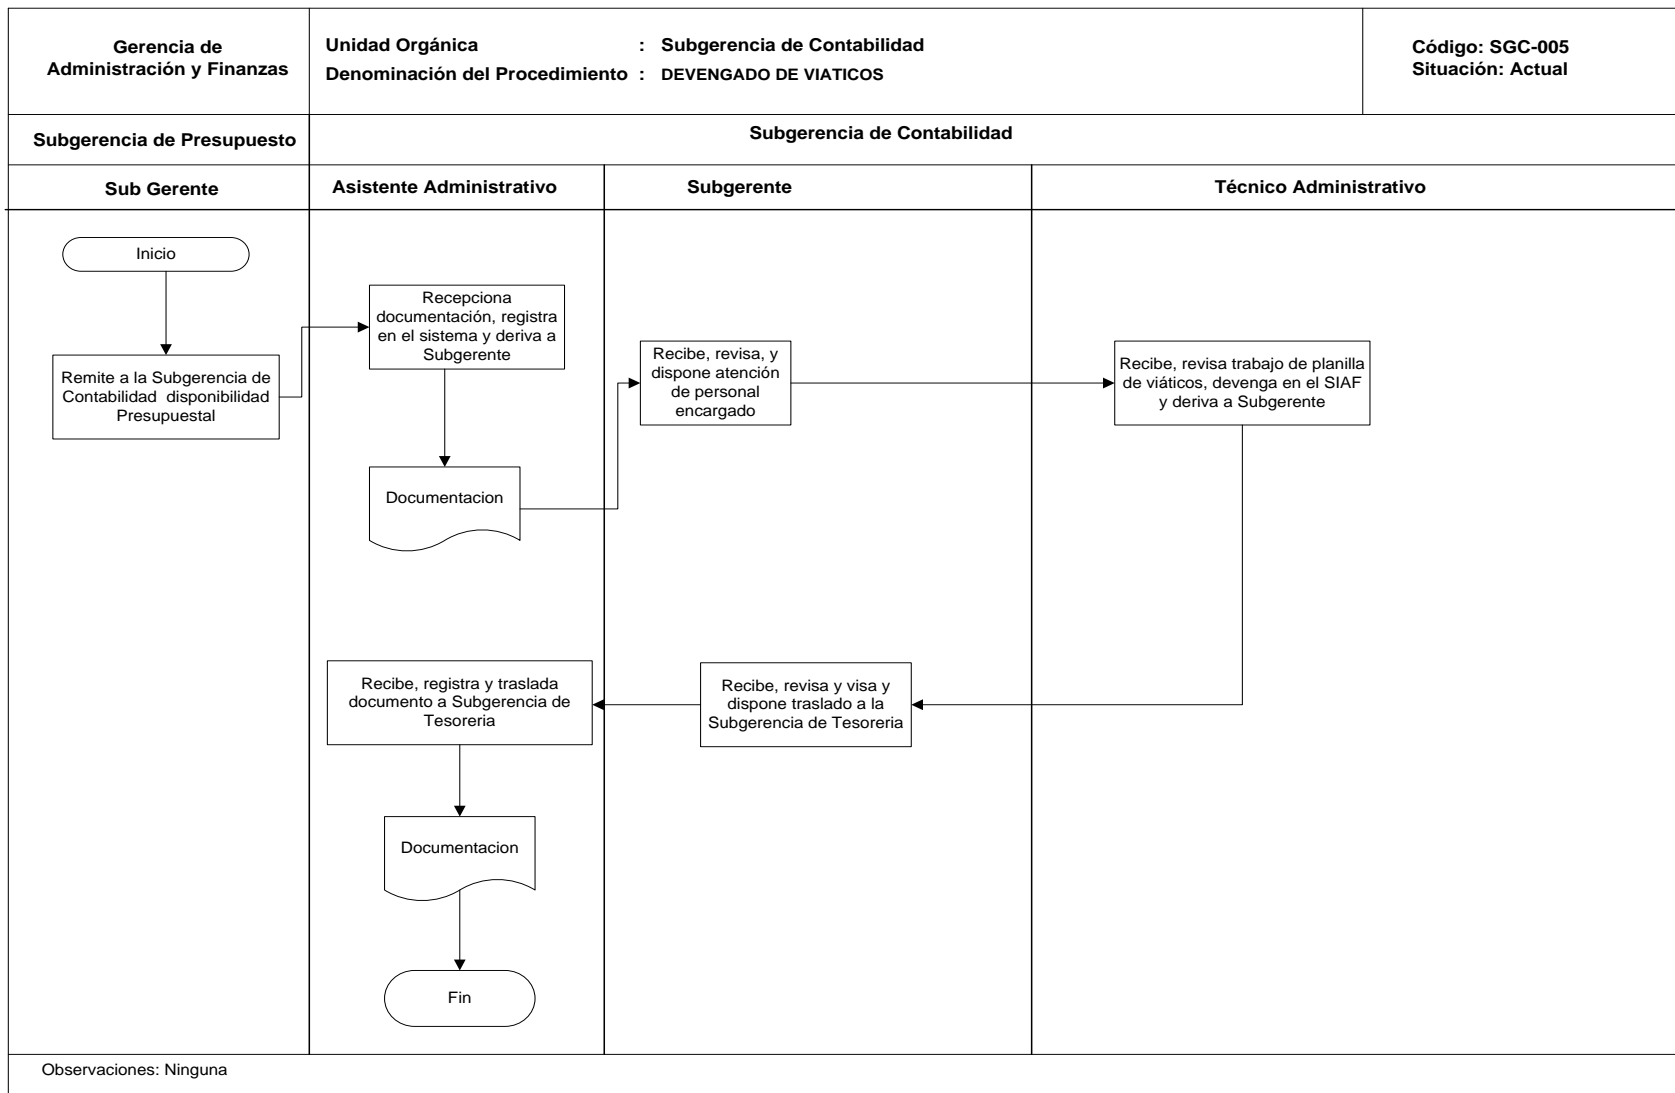 Gerencia de
Administración y Finanzas
Unidad Orgánica : Subgerencia de Contabilidad
Denominación del Procedimiento : DEVENGADO DE VIATICOS
Código: SGC-005
Situación: Actual
Subgerencia de Presupuesto
Subgerencia de Contabilidad
Sub Gerente
Asistente Administrativo
Subgerente
Técnico Administrativo
Inicio
Remite a la Subgerencia de
Contabilidad disponibilidad
Presupuestal
Recepciona
documentación, registra
en el sistema y deriva a
Subgerente
Documentacion
Recibe, revisa, y
dispone atención
de personal
encargado
Recibe, revisa trabajo de planilla
de viáticos, devenga en el SIAF
y deriva a Subgerente
Recibe, revisa y visa y
dispone traslado a la
Subgerencia de Tesoreria
Recibe, registra y traslada
documento a Subgerencia de
Tesoreria
Documentacion
Fin
Observaciones: Ninguna